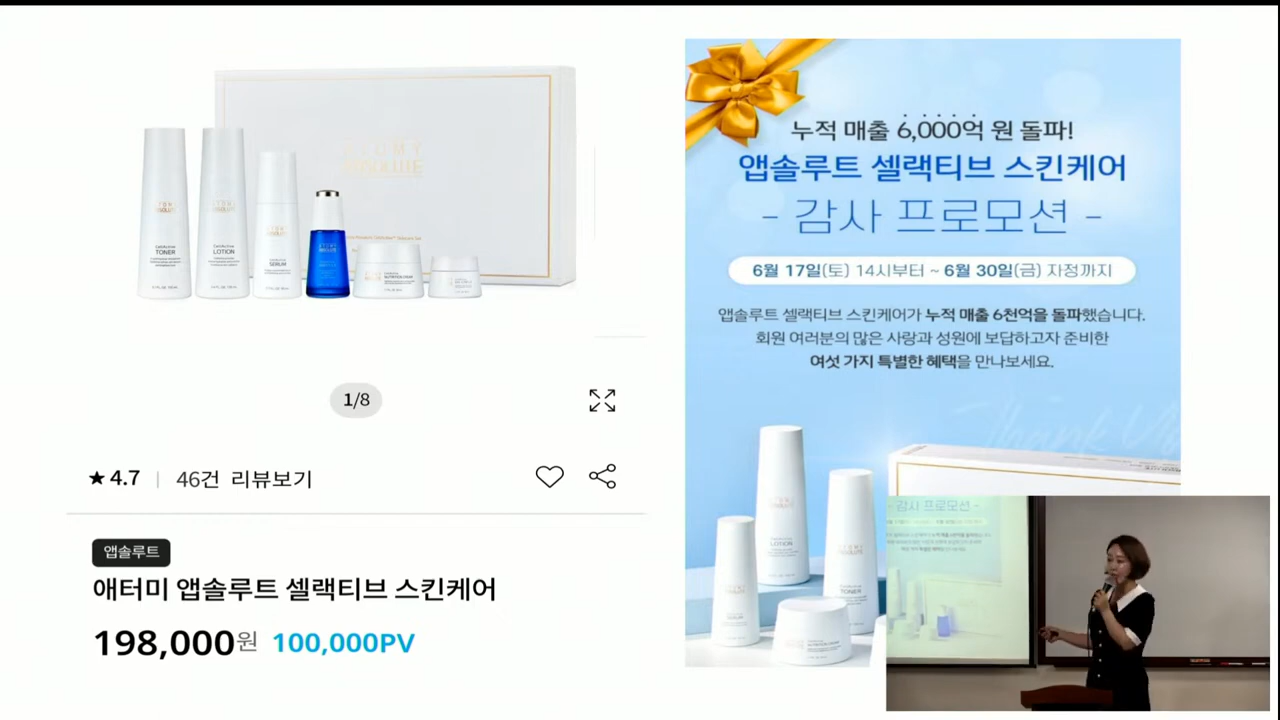 TONER
LOTION
SERUM
1/8
★ 4.7 | 46건 리뷰보기
앱솔루트
애터미 앱솔루트 셀랙티브 스킨케어
198,000원 100,000PV
누적 매출 6,000억 원 돌파!
앱솔루트 셀랙티브 스킨케어
- 감사 프로모션 -
6월 17일(토) 14시부터 ~ 6월 30일(금) 자정까지
앱솔루트 셀랙티브 스킨케어가 누적 매출 6천억을 돌파했습니다.
회원 여러분의 많은 사랑과 성원에 보답하고자 준비한
여섯 가지 특별한 혜택을 만나보세요.
Thank
LOTION
TONER
SERUM
- 감사 프로모션 -